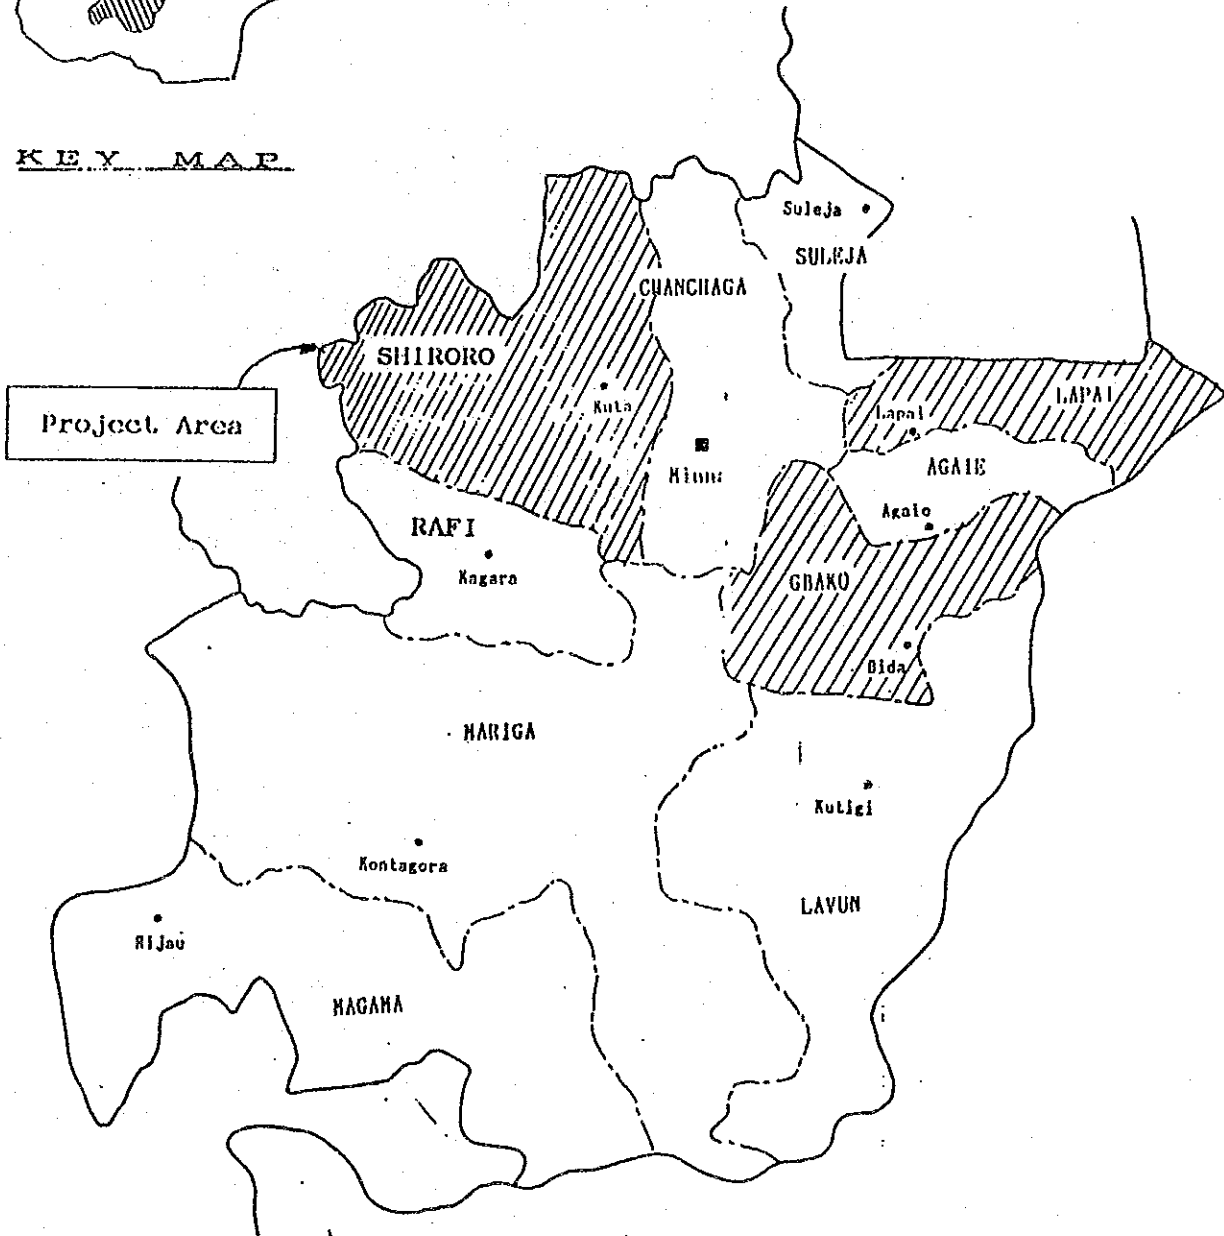 KEY MAP
Suleja
SULEJA
CHANCHAGA
SHIRORO
Kuta
Project Area
LAPAI
Lapai
Minna
AGAIE
RAFI
Agaie
Kagara
GBAKO
Bida
MARIGA
Kutigi
Kontagora
LAVUN
Rijau
MAGAMA